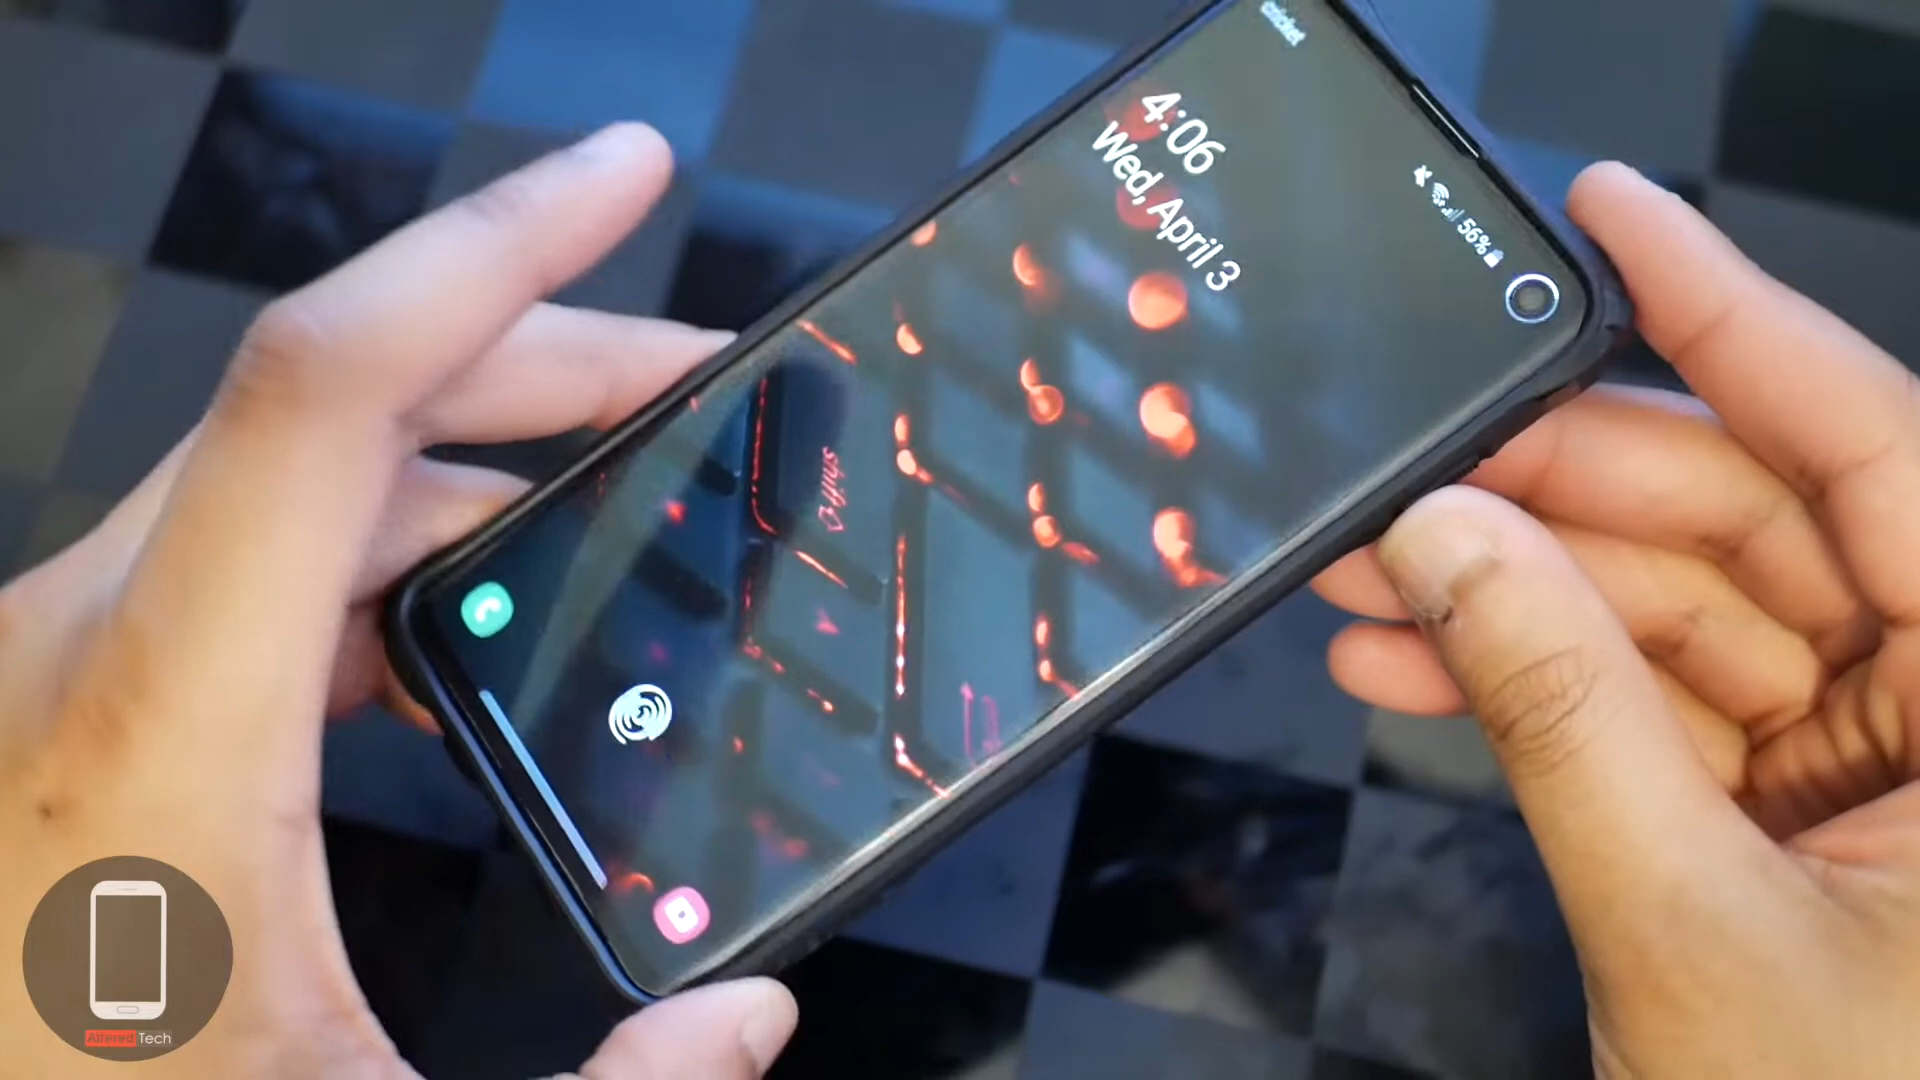 cricket
56%
4:06
Wed, April 3
shift
Altered Tech